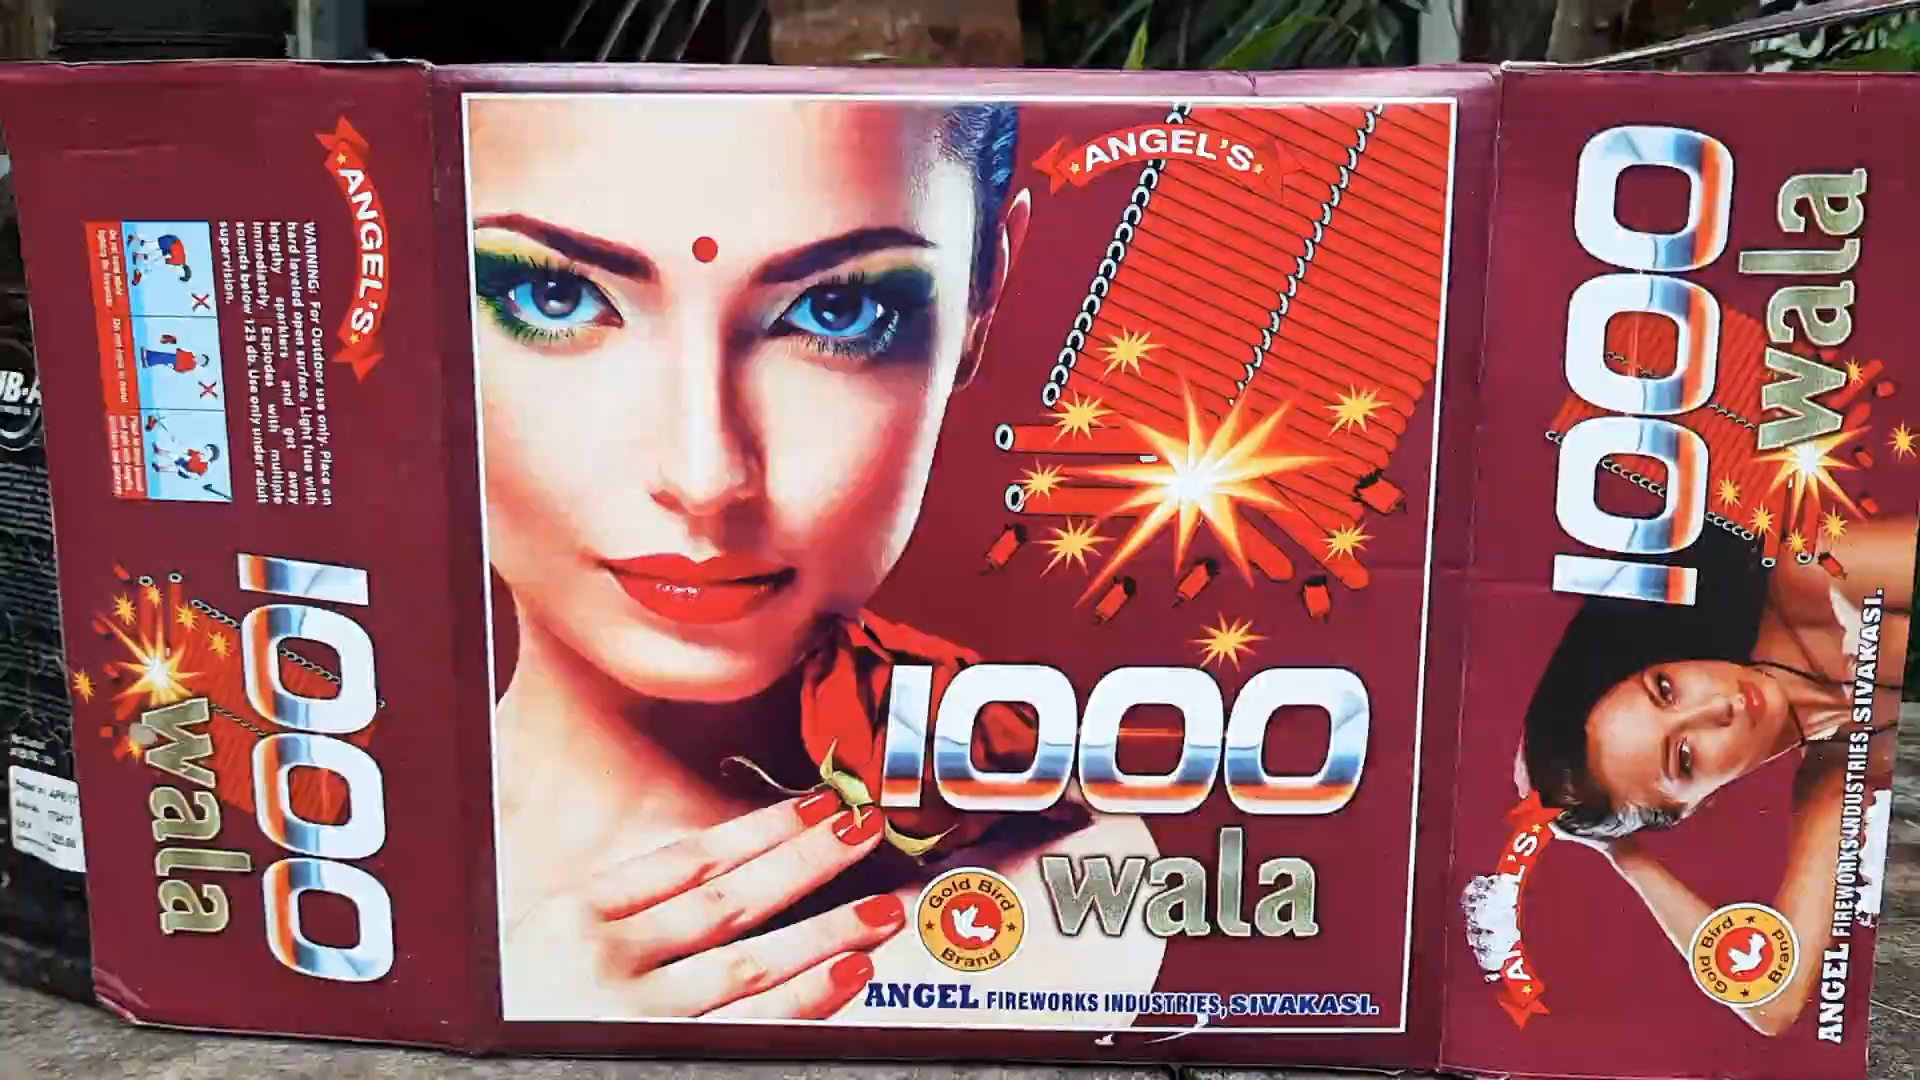 ANGEL'S
WARNING: For Outdoor use only. Place on
hard leveled open surface. Light fuse with
lengthy sparklers and get away
immediately. Explodes with multiple
sounds below 125 db. Use only under adult
supervision.
1000
wala
ANGEL'S
1000
wala
Gold Bird
Brand
ANGEL FIREWORKS INDUSTRIES, SIVAKASI.
1000
wala
Gold Bird
Brand
ANGEL FIREWORKS INDUSTRIES, SIVAKASI.